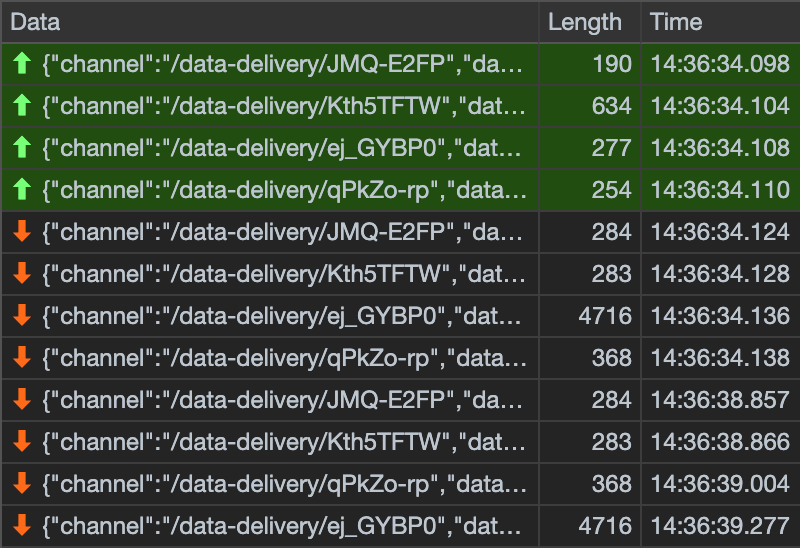 Data Length Time
{"channel":"/data-delivery/JMQ-E2FP","da... 190 14:36:34.098
{"channel":"/data-delivery/Kth5TFTW","dat... 634 14:36:34.104
{"channel":"/data-delivery/ej_GYBP0","dat... 277 14:36:34.108
{"channel":"/data-delivery/qPkZo-rp","data... 254 14:36:34.110
{"channel":"/data-delivery/JMQ-E2FP","da... 284 14:36:34.124
{"channel":"/data-delivery/Kth5TFTW","dat... 283 14:36:34.128
{"channel":"/data-delivery/ej_GYBP0","dat... 4716 14:36:34.136
{"channel":"/data-delivery/qPkZo-rp","data... 368 14:36:34.138
{"channel":"/data-delivery/JMQ-E2FP","da... 284 14:36:38.857
{"channel":"/data-delivery/Kth5TFTW","dat... 283 14:36:38.866
{"channel":"/data-delivery/qPkZo-rp","data... 368 14:36:39.004
{"channel":"/data-delivery/ej_GYBP0","dat... 4716 14:36:39.277